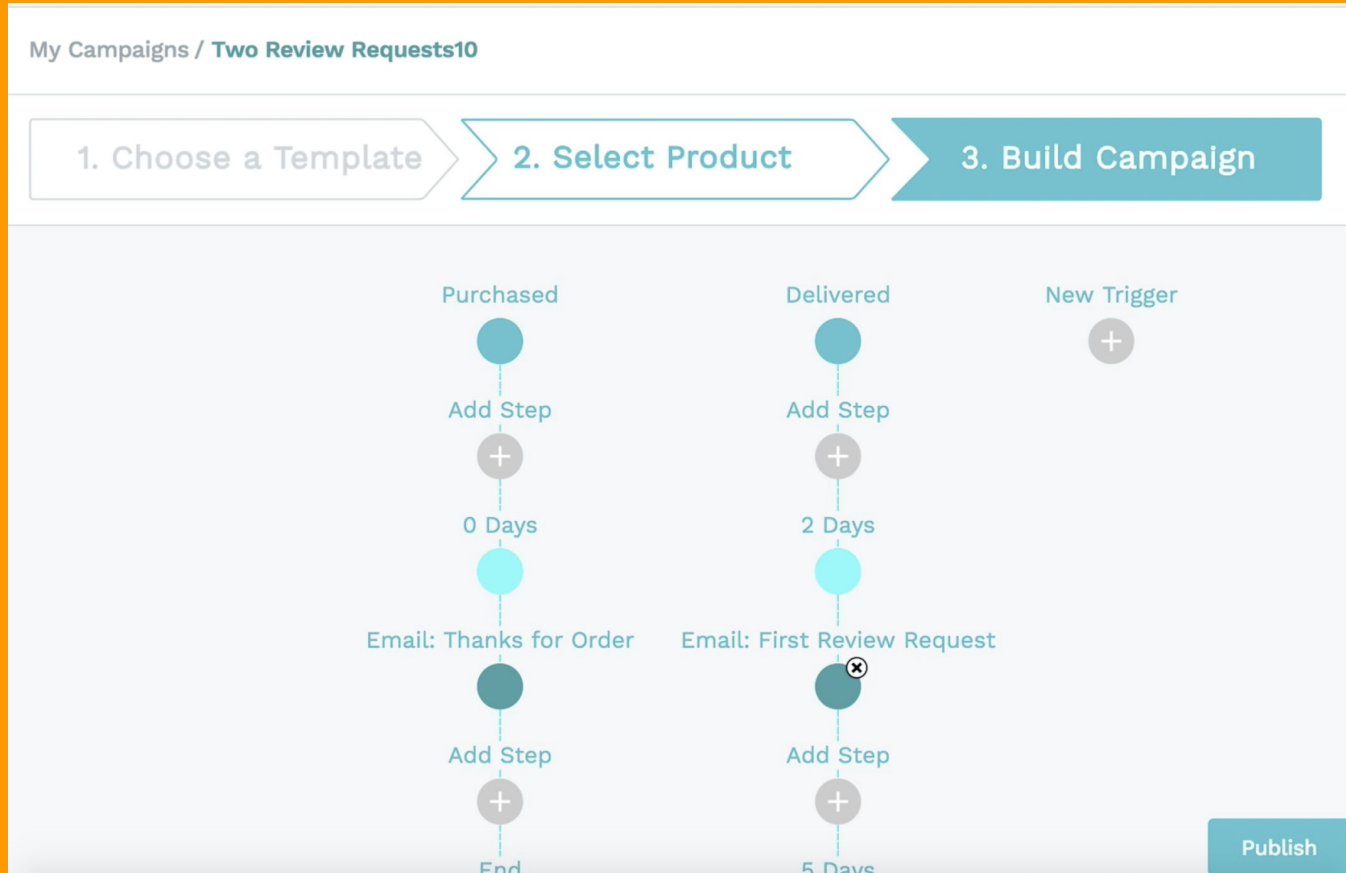 My Campaigns / Two Review Requests10
1. Choose a Template
2. Select Product
3. Build Campaign
Purchased
Delivered
New Trigger
Add Step
Add Step
0 Days
2 Days
Email: Thanks for Order
Email: First Review Request
Add Step
Add Step
End
5 Days
Publish